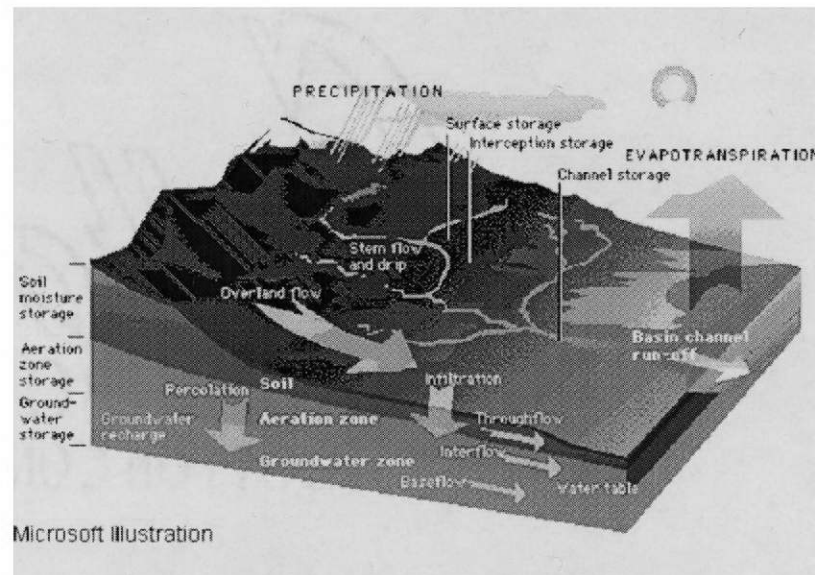 PRECIPITATION
Surface storage
Interception storage
EVAPOTRANSPIRATION
Channel storage
Stem flow
and drip
Soil
moisture
storage
Overland flow
Basin channel
run-off
Aeration
zone
storage
Percolation
Soil
Infiltration
Ground-
water
storage
Groundwater
recharge
Aeration zone
Throughflow
Groundwater zone
Interflow
Baseflow
Water table
Microsoft Illustration